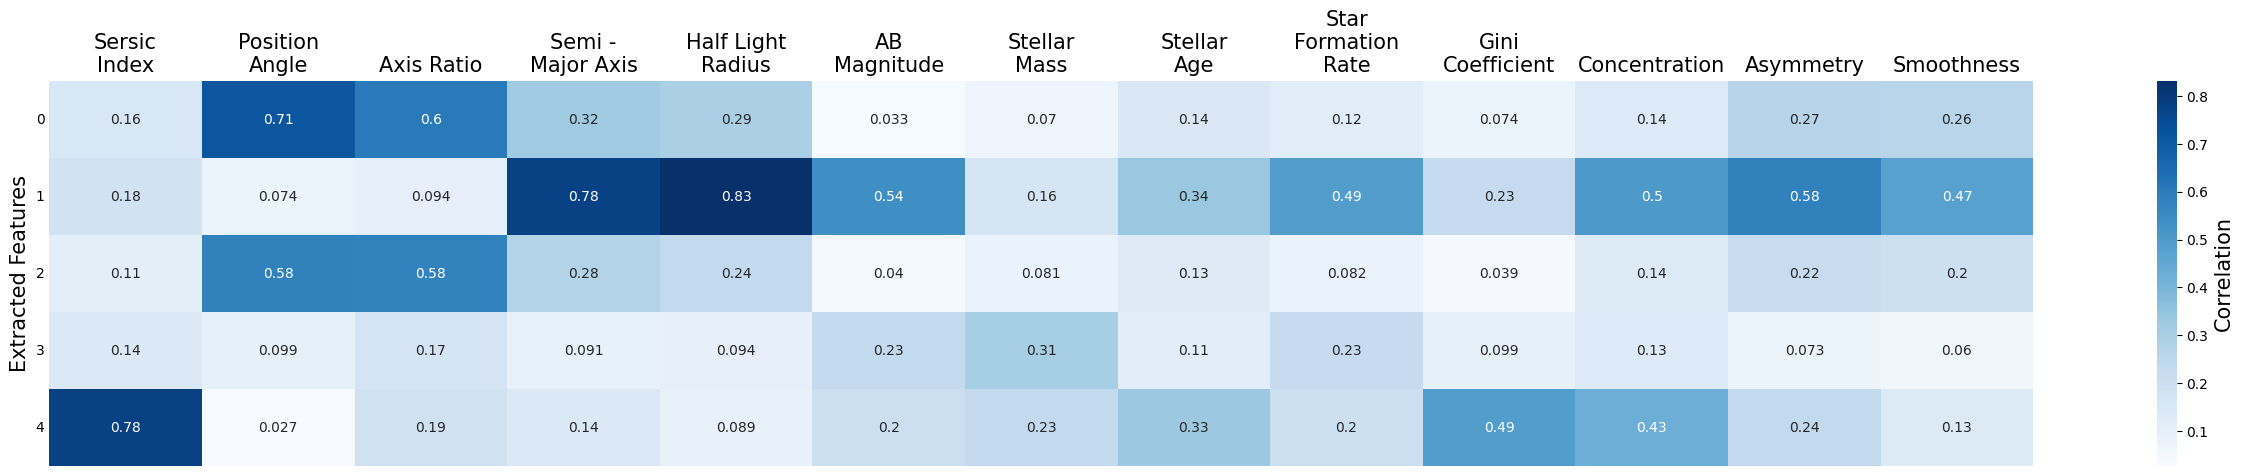 Sersic Index
Position Angle
Axis Ratio
Semi - Major Axis
Half Light Radius
AB Magnitude
Stellar Mass
Stellar Age
Star Formation Rate
Gini Coefficient
Concentration
Asymmetry
Smoothness
Extracted Features
0 0.16 0.71 0.6 0.32 0.29 0.033 0.07 0.14 0.12 0.074 0.14 0.27 0.26
1 0.18 0.074 0.094 0.78 0.83 0.54 0.16 0.34 0.49 0.23 0.5 0.58 0.47
2 0.11 0.58 0.58 0.28 0.24 0.04 0.081 0.13 0.082 0.039 0.14 0.22 0.2
3 0.14 0.099 0.17 0.091 0.094 0.23 0.31 0.11 0.23 0.099 0.13 0.073 0.06
4 0.78 0.027 0.19 0.14 0.089 0.2 0.23 0.33 0.2 0.49 0.43 0.24 0.13
0.8
0.7
0.6
0.5
0.4
0.3
0.2
0.1
Correlation